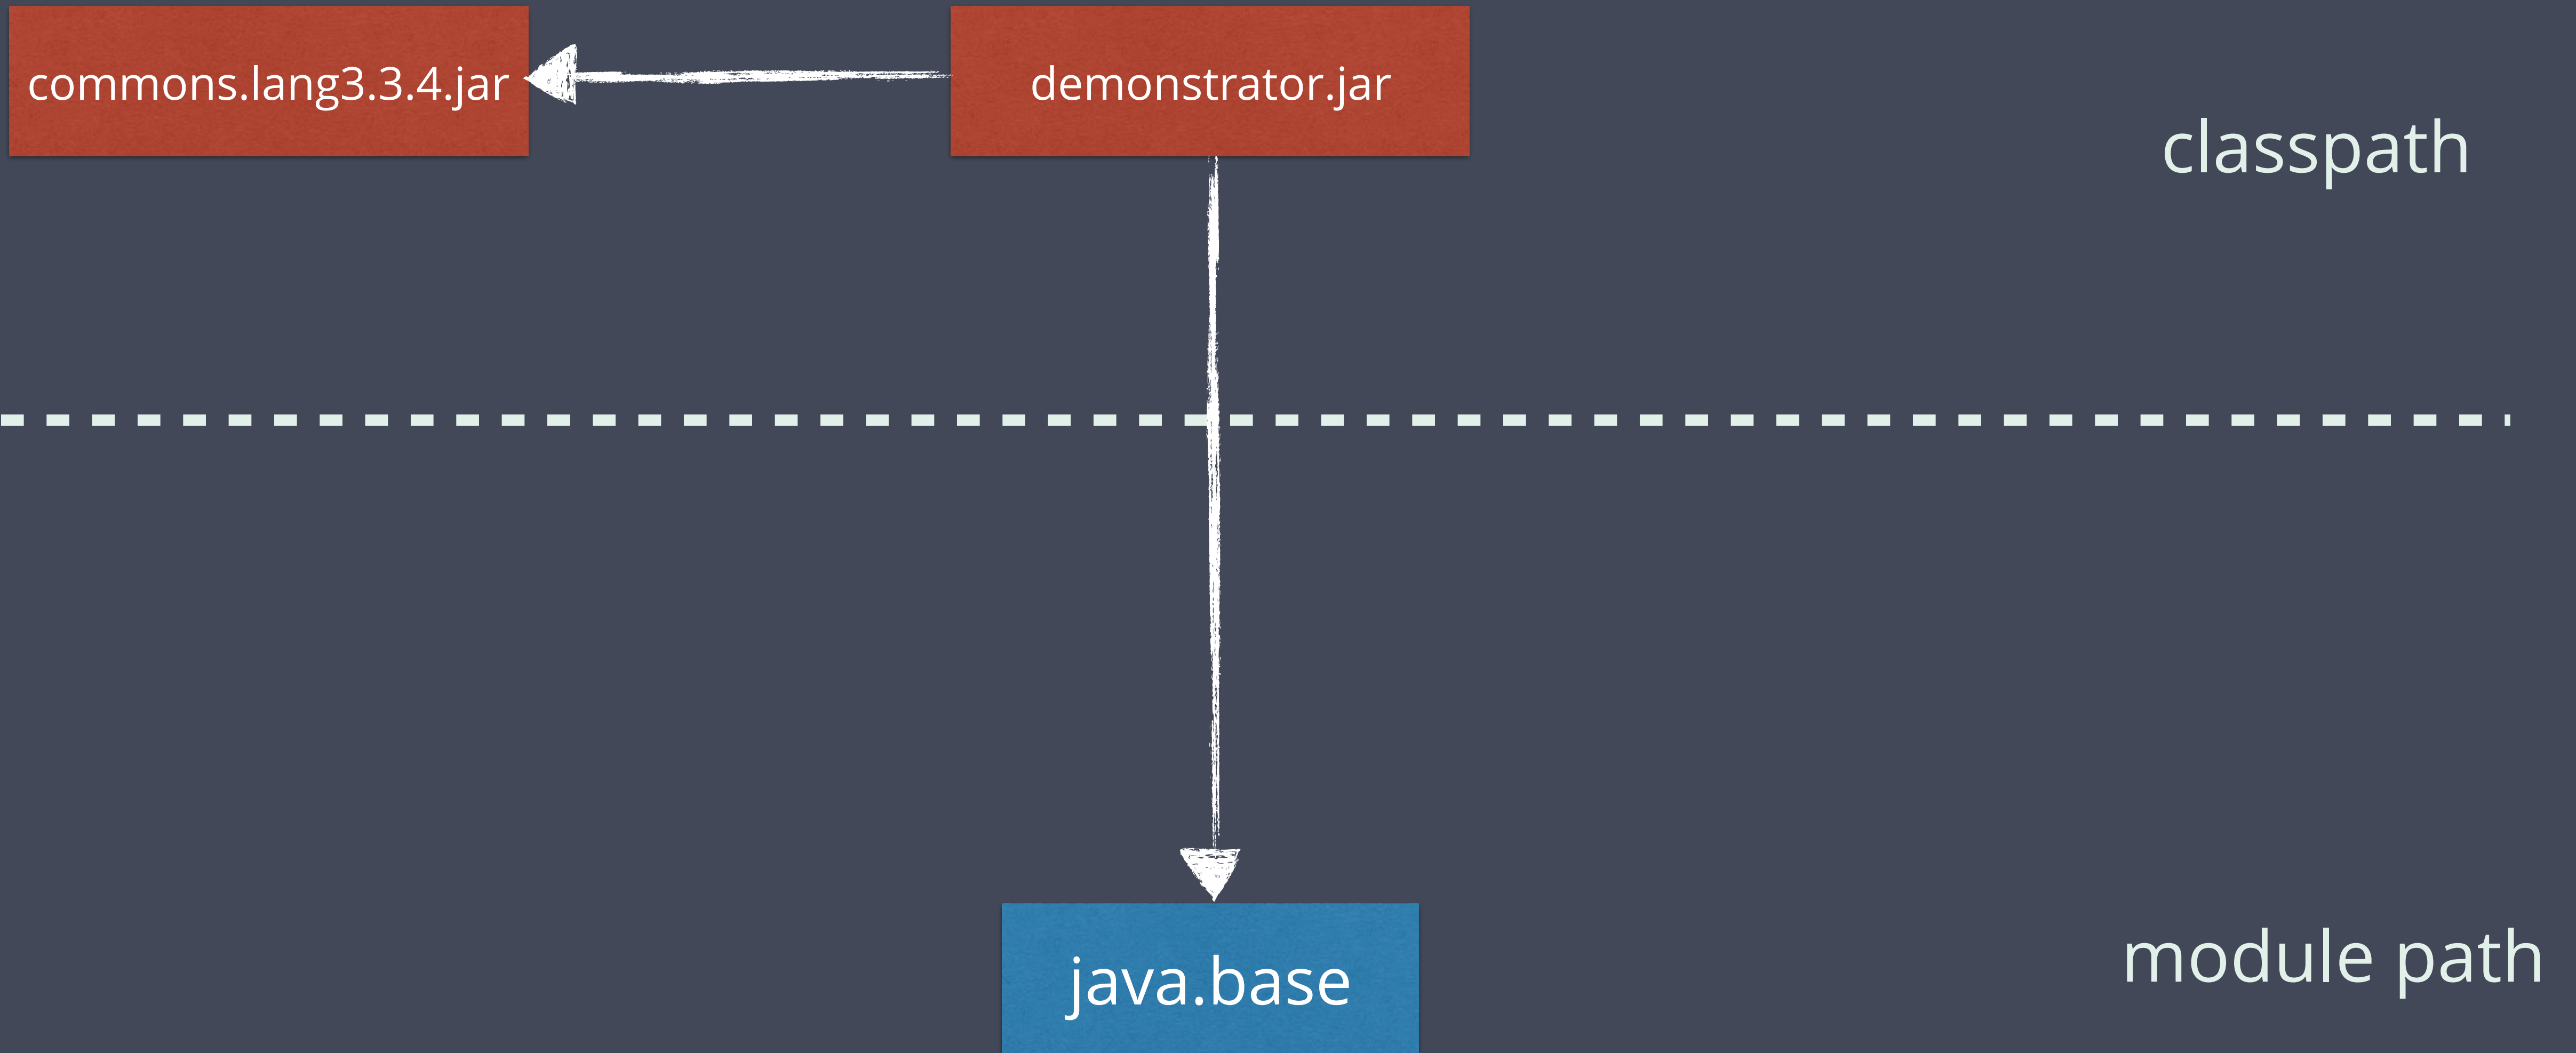 commons.lang3.3.4.jar
demonstrator.jar
classpath
module path
java.base